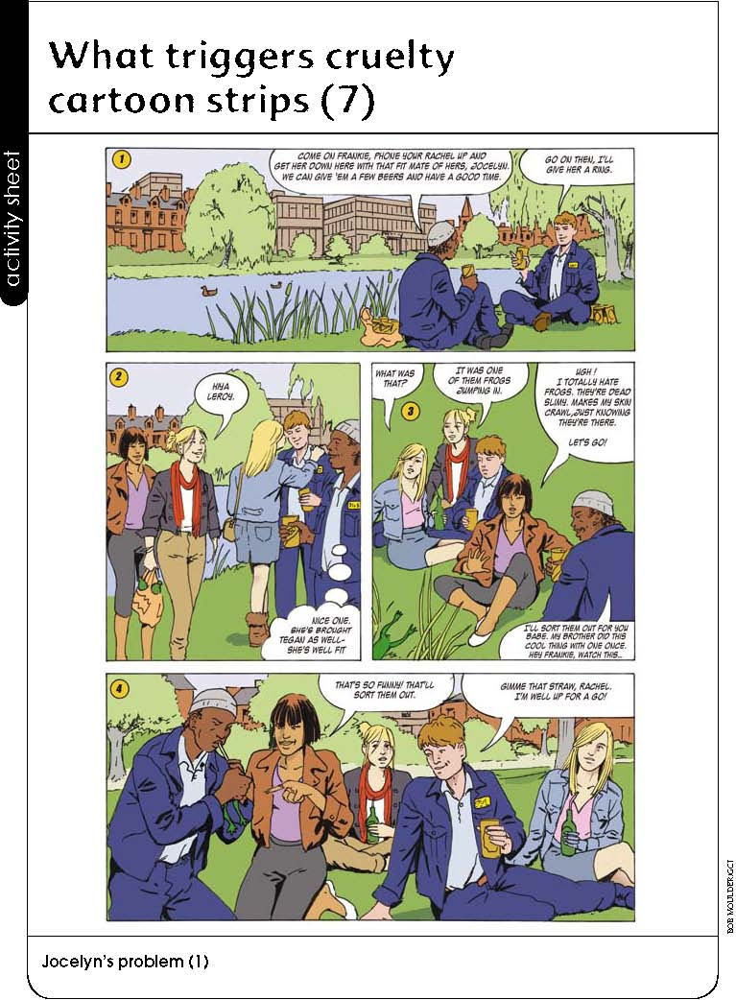 What triggers cruelty
cartoon strips (7)
activity sheet
1
COME ON FRANKIE, PHONE YOUR RACHEL UP AND
GET HER DOWN HERE WITH THAT FIT MATE OF HERS, JOCELYN.
WE CAN GIVE 'EM A FEW BEERS AND HAVE A GOOD TIME.
GO ON THEN, I'LL
GIVE HER A RING.
2
HIYA
LEROY.
NICE ONE.
SHE'S BROUGHT
TEGAN AS WELL-
SHE'S WELL FIT
WHAT WAS
THAT?
IT WAS ONE
OF THEM FROGS
JUMPING IN.
UGH !
I TOTALLY HATE
FROGS. THEY'RE DEAD
SLIMY. MAKES MY SKIN
CRAWL,JUST KNOWING
THEY'RE THERE.
LET'S GO!
3
I'LL SORT THEM OUT FOR YOU
BABE. MY BROTHER DID THIS
COOL THING WITH ONE ONCE.
HEY FRANKIE, WATCH THIS...
4
THAT'S SO FUNNY! THAT'LL
SORT THEM OUT.
GIMME THAT STRAW, RACHEL.
I'M WELL UP FOR A GO!
BOB MOULDER/GCT
Jocelyn's problem (1)